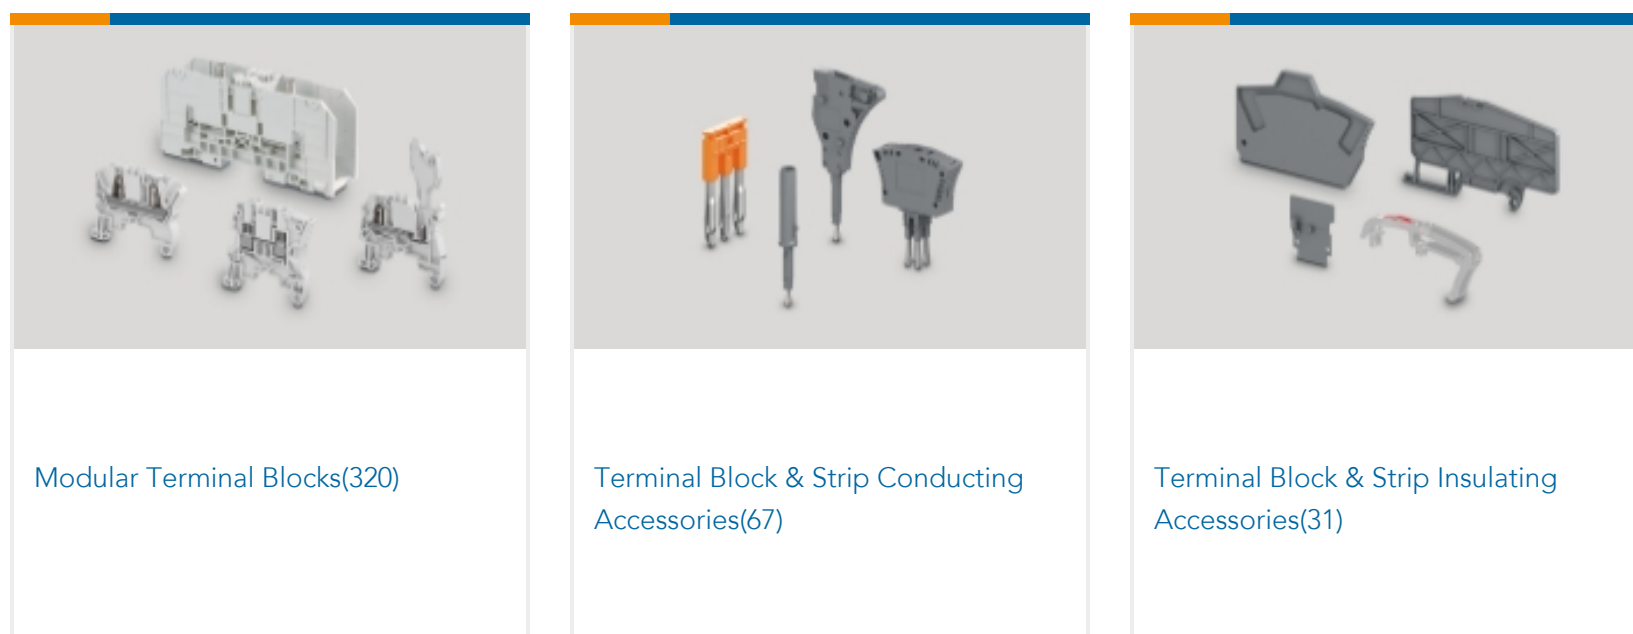 Modular Terminal Blocks(320)
Terminal Block & Strip Conducting
Accessories(67)
Terminal Block & Strip Insulating
Accessories(31)